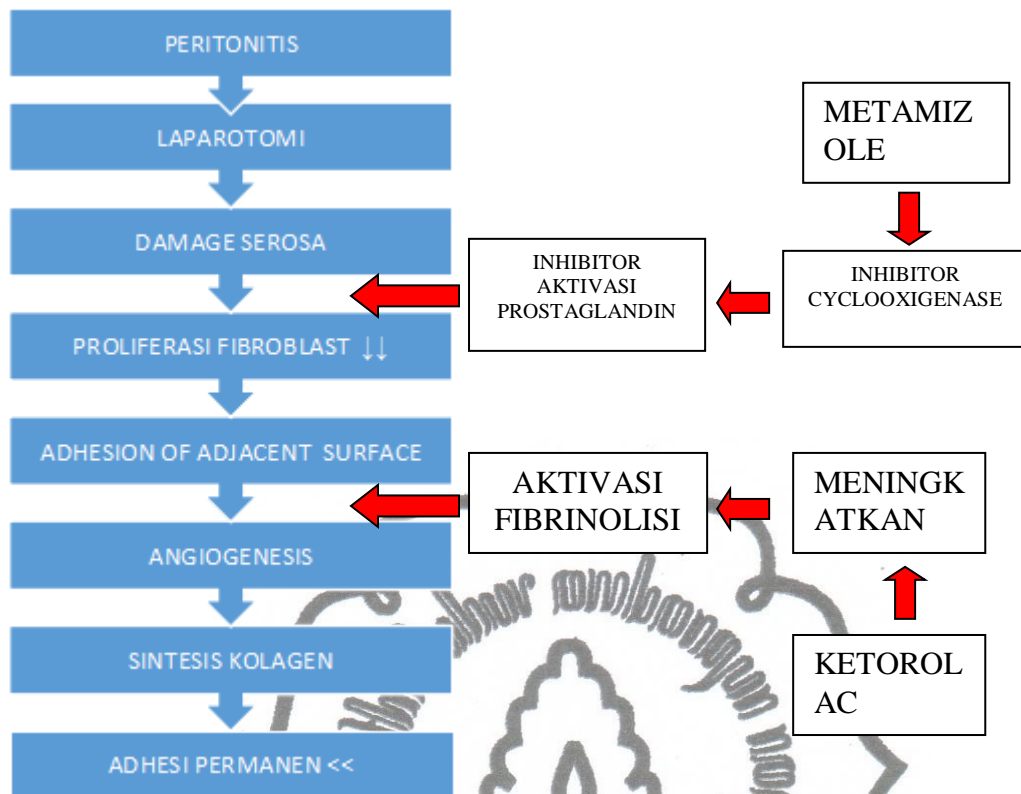 PERITONITIS
LAPAROTOMI
DAMAGE SEROSA
PROLIFERASI FIBROBLAST ↓↓
ADHESION OF ADJACENT SURFACE
ANGIOGENESIS
SINTESIS KOLAGEN
ADHESI PERMANEN <<
METAMIZ
OLE
INHIBITOR
CYCLOOXIGENASE
INHIBITOR
AKTIVASI
PROSTAGLANDIN
AKTIVASI
FIBRINOLISI
MENINGK
ATKAN
KETOROL
AC